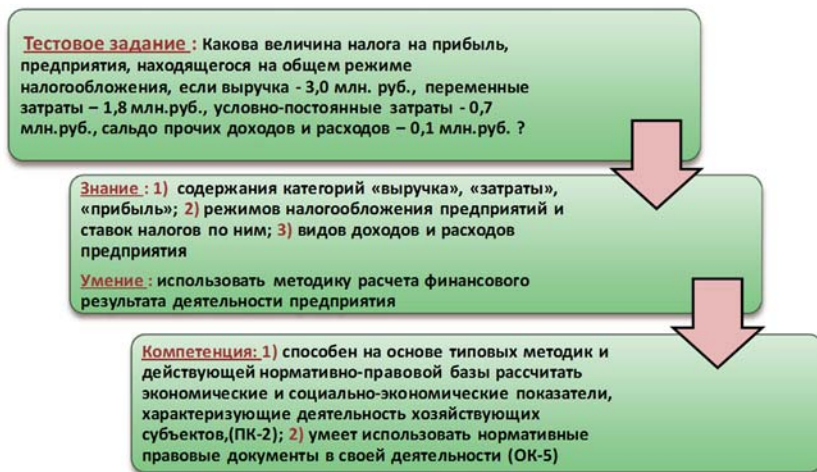 Тестовое задание : Какова величина налога на прибыль,
предприятия, находящегося на общем режиме
налогообложения, если выручка - 3,0 млн. руб., переменные
затраты – 1,8 млн.руб., условно-постоянные затраты - 0,7
млн.руб., сальдо прочих доходов и расходов – 0,1 млн.руб. ?
Знание : 1) содержания категорий «выручка», «затраты»,
«прибыль»; 2) режимов налогообложения предприятий и
ставок налогов по ним; 3) видов доходов и расходов
предприятия
Умение : использовать методику расчета финансового
результата деятельности предприятия
Компетенция: 1) способен на основе типовых методик и
действующей нормативно-правовой базы рассчитать
экономические и социально-экономические показатели,
характеризующие деятельность хозяйствующих
субъектов,(ПК-2); 2) умеет использовать нормативные
правовые документы в своей деятельности (ОК-5)